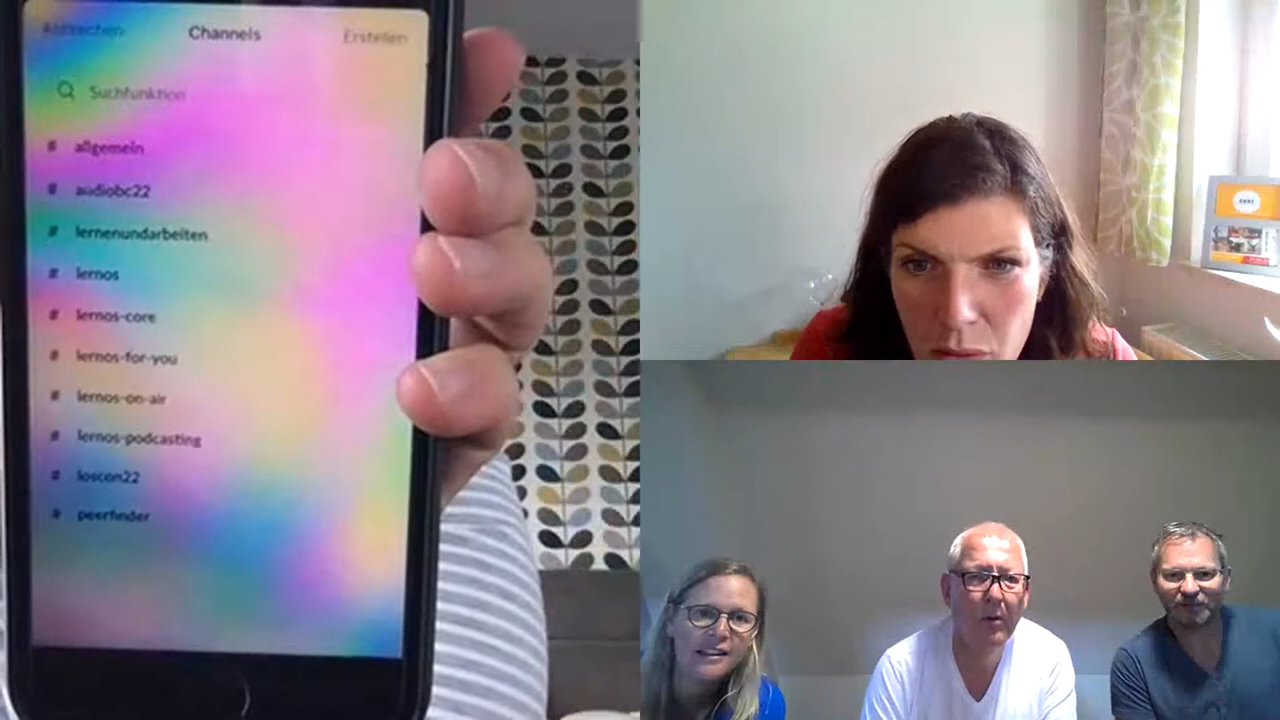 Abbrechen Channels Erstellen
Suchfunktion
# allgemein
# audiobc22
# lernenundarbeiten
# lernos
# lernos-core
# lernos-for-you
# lernos-on-air
# lernos-podcasting
# loscon22
# peerfinder